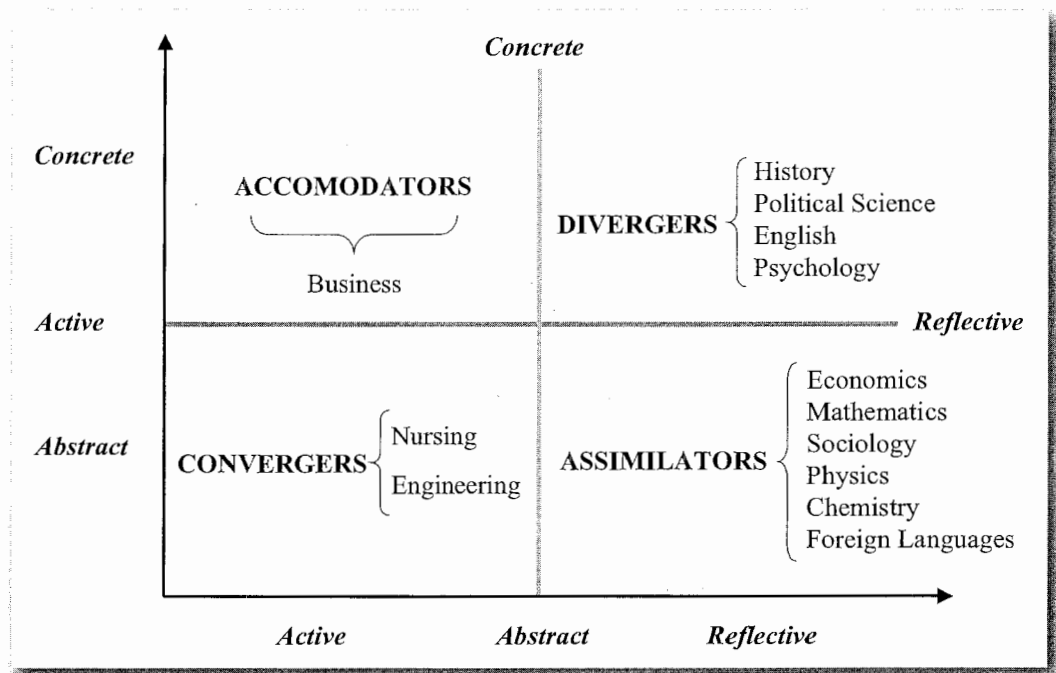 Concrete
Concrete
ACCOMODATORS
Business
DIVERGERS
History
Political Science
English
Psychology
Active
Reflective
Abstract
CONVERGERS
Nursing
Engineering
ASSIMILATORS
Economics
Mathematics
Sociology
Physics
Chemistry
Foreign Languages
Active
Abstract
Reflective